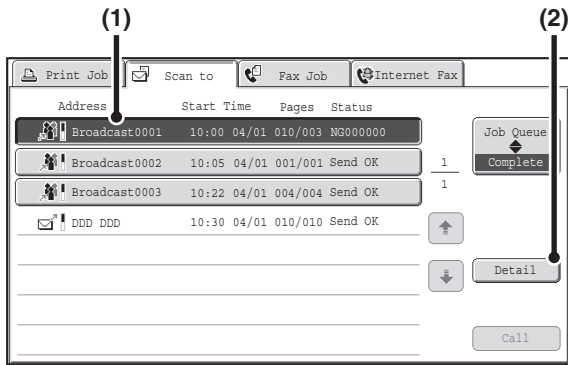 (1) (2)
Print Job Scan to Fax Job Internet Fax
Address Start Time Pages Status
Broadcast0001 10:00 04/01 010/003 NG000000
Job Queue
Complete
Broadcast0002 10:05 04/01 001/001 Send OK
1
1
Broadcast0003 10:22 04/01 004/004 Send OK
DDD DDD 10:30 04/01 010/010 Send OK
Detail
Call